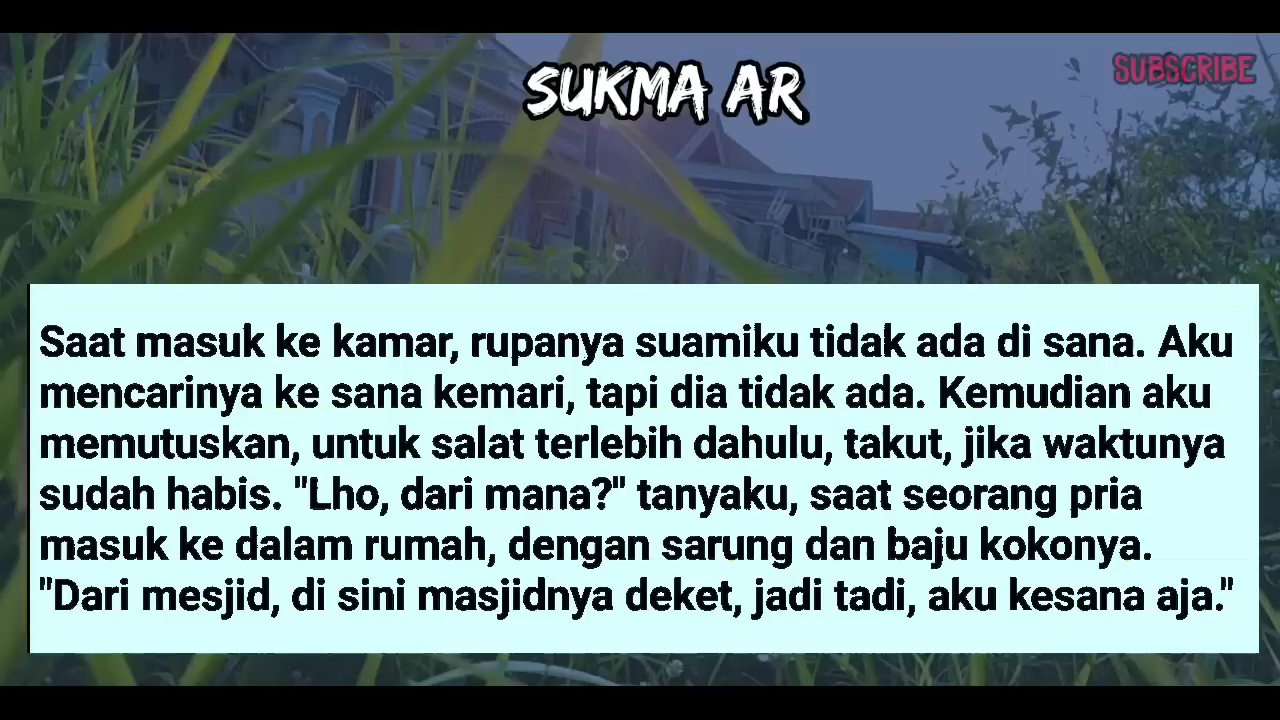 SUKMA AR
SUBSCRIBE
Saat masuk ke kamar, rupanya suamiku tidak ada di sana. Aku
mencarinya ke sana kemari, tapi dia tidak ada. Kemudian aku
memutuskan, untuk salat terlebih dahulu, takut, jika waktunya
sudah habis. "Lho, dari mana?" tanyaku, saat seorang pria
masuk ke dalam rumah, dengan sarung dan baju kokonya.
"Dari mesjid, di sini masjidnya deket, jadi tadi, aku kesana aja."